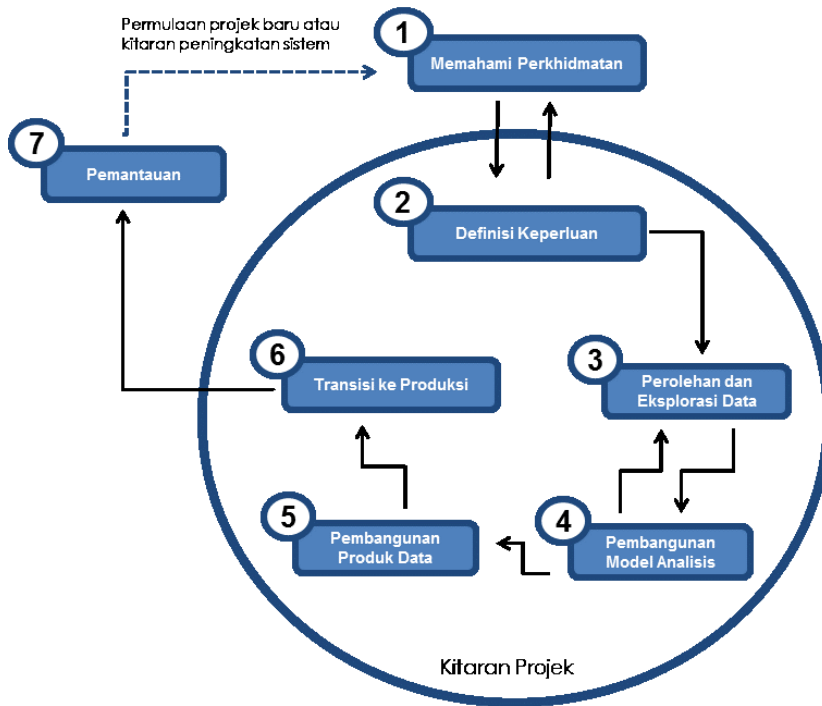 Permulaan projek baru atau
kitaran peningkatan sistem
1
Memahami Perkhidmatan
7
Pemantauan
2
Definisi Keperluan
6
Transisi ke Produksi
3
Perolehan dan
Eksplorasi Data
5
Pembangunan
Produk Data
4
Pembangunan
Model Analisis
Kitaran Projek